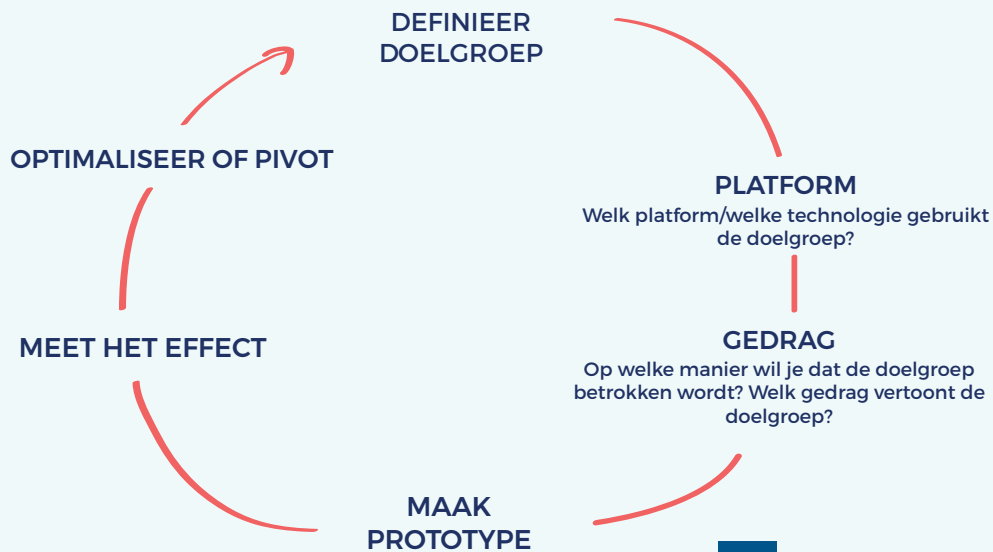 DEFINIEER
DOELGROEP
PLATFORM
Welk platform/welke technologie gebruikt
de doelgroep?
GEDRAG
Op welke manier wil je dat de doelgroep
betrokken wordt? Welk gedrag vertoont de
doelgroep?
MAAK
PROTOTYPE
MEET HET EFFECT
OPTIMALISEER OF PIVOT